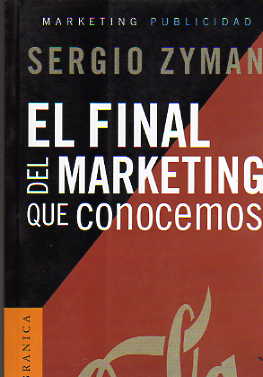 MARKETING PUBLICIDAD
SERGIO ZYMAN
EL FINAL
DEL MARKETING
QUE conocemos
GRANICA